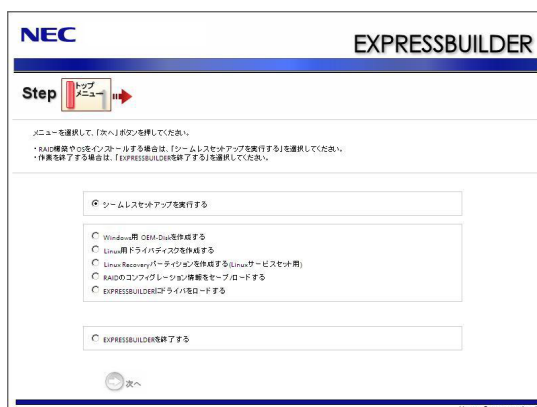 NEC
EXPRESSBUILDER
Step
トップ
メニュー
メニューを選択して、「次へ」ボタンを押してください。
・RAID構築やOSをインストールする場合は、「シームレスセットアップを実行する」を選択してください。
・作業を終了する場合は、「EXPRESSBUILDERを終了する」を選択してください。
シームレスセットアップを実行する
Windows用 OEM-Diskを作成する
Linux用ドライバディスクを作成する
Linux Recoveryパーティションを作成する(Linuxサービスセット用)
RAIDのコンフィグレーション情報をセーブ/ロードする
EXPRESSBUILDERにドライバをロードする
EXPRESSBUILDERを終了する
次へ